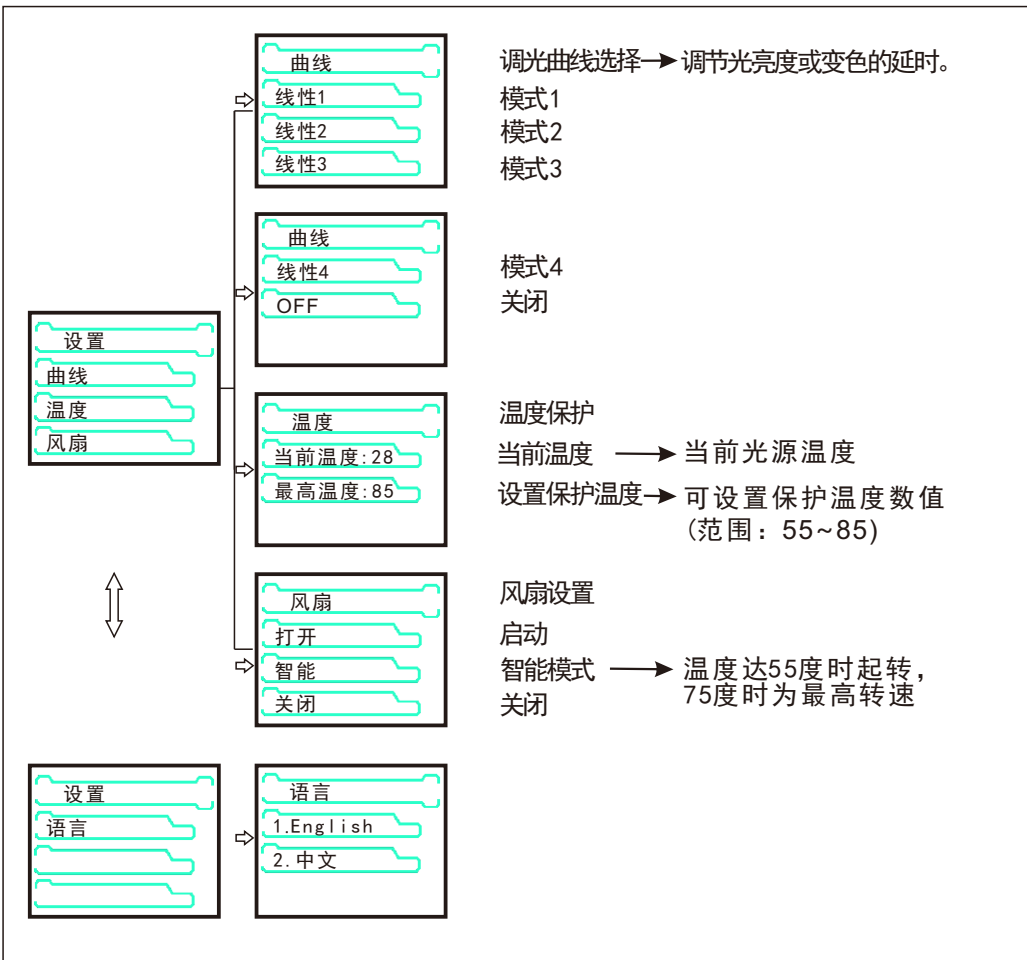 曲线
线性1
线性2
线性3
调光曲线选择
调节光亮度或变色的延时。
模式1
模式2
模式3
曲线
线性4
OFF
模式4
关闭
设置
曲线
温度
风扇
温度
当前温度:28
最高温度:85
温度保护
当前温度
当前光源温度
设置保护温度
可设置保护温度数值
(范围：55~85)
风扇
打开
智能
关闭
风扇设置
启动
智能模式
温度达55度时起转，
75度时为最高转速
关闭
设置
语言
语言
1.English
2.中文